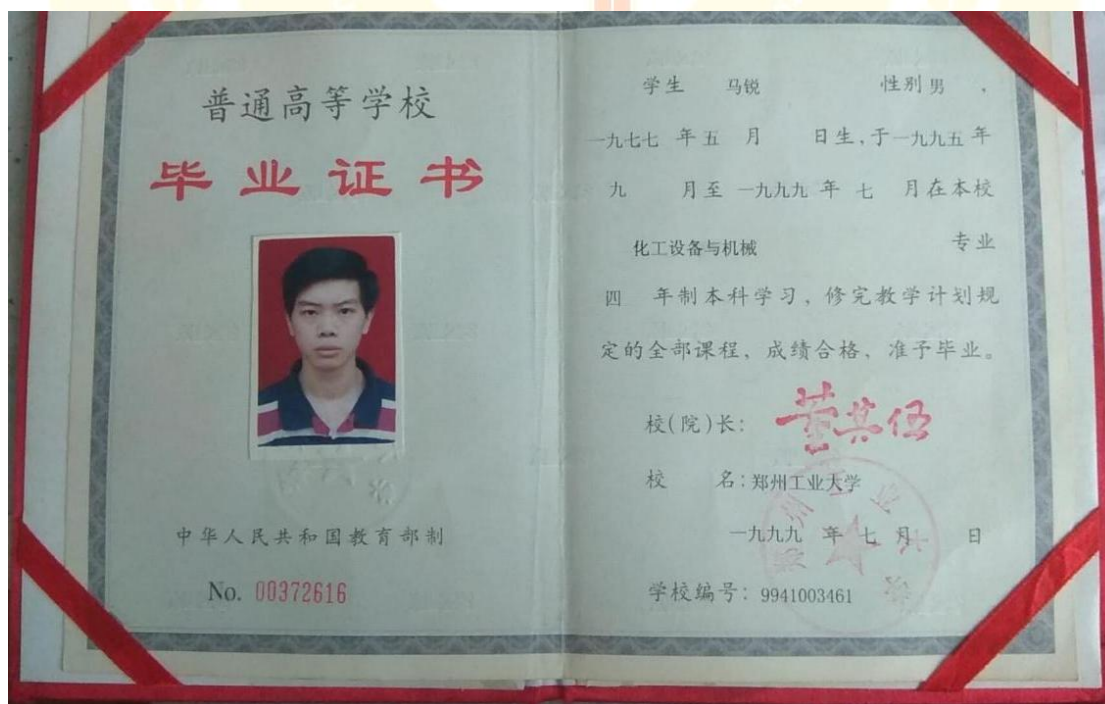 普通高等学校
毕业证书
中华人民共和国教育部制
No. 00372616
学生 马锐 性别 男 ,
一九七七 年 五 月 日生,于一九九五 年
九 月至 一九九九 年 七 月在本校
化工设备与机械 专业
四 年制本科学习,修完教学计划规
定的全部课程,成绩合格,准予毕业。
校(院)长: 董其伍
校 名:郑州工业大学
一九九九 年 七 月 日
学校编号:9941003461